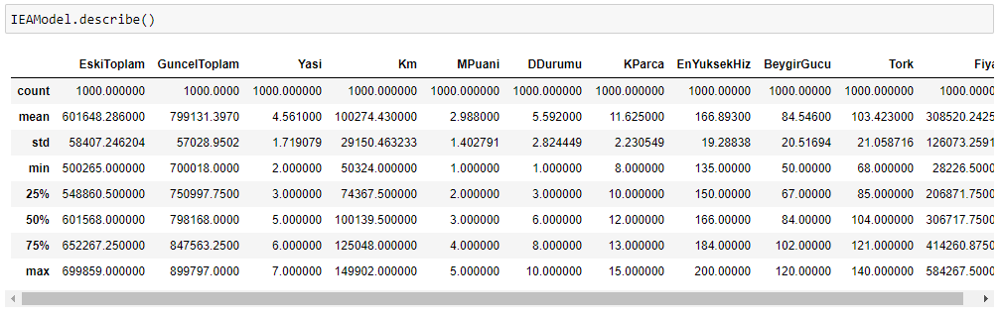 IEAModel.describe()
EskiToplam GuncelToplam Yasi Km MPuani DDurumu KParca EnYuksekHiz BeygirGucu Tork Fiya
count 1000.000000 1000.0000 1000.000000 1000.000000 1000.000000 1000.000000 1000.000000 1000.00000 1000.00000 1000.000000 1000.0000
mean 601648.286000 799131.3970 4.561000 100274.430000 2.988000 5.592000 11.625000 166.89300 84.54600 103.423000 308520.2425
std 58407.246204 57028.9502 1.719079 29150.463233 1.402791 2.824449 2.230549 19.28838 20.51694 21.058716 126073.2591
min 500265.000000 700018.0000 2.000000 50324.000000 1.000000 1.000000 8.000000 135.00000 50.00000 68.000000 28226.5000
25% 548860.500000 750997.7500 3.000000 74367.500000 2.000000 3.000000 10.000000 150.00000 67.00000 85.000000 206871.7500
50% 601568.000000 798168.0000 5.000000 100139.500000 3.000000 6.000000 12.000000 166.00000 84.00000 104.000000 306717.7500
75% 652267.250000 847563.2500 6.000000 125048.000000 4.000000 8.000000 13.000000 184.00000 102.00000 121.000000 414260.8750
max 699859.000000 899797.0000 7.000000 149902.000000 5.000000 10.000000 15.000000 200.00000 120.00000 140.000000 584267.5000